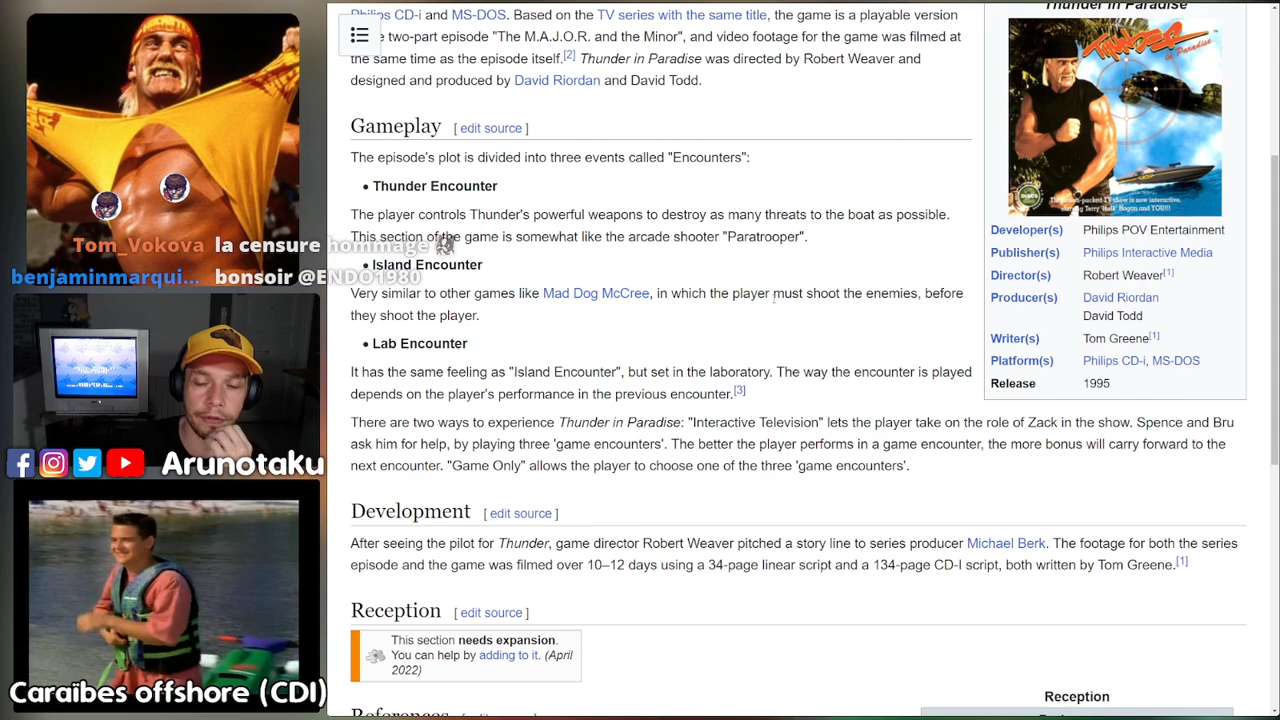 Philips CD-i and MS-DOS. Based on the TV series with the same title, the game is a playable version
two part episode "The M.A.J.O.R. and the Minor", and video footage for the game was filmed at
the same time as the episode itself.[2] Thunder in Paradise was directed by Robert Weaver and
designed and produced by David Riordan and David Todd.
Gameplay [ edit source ]
The episode's plot is divided into three events called "Encounters":
• Thunder Encounter
The player controls Thunder's powerful weapons to destroy as many threats to the boat as possible.
This section of the game is somewhat like the arcade shooter "Paratrooper".
• Island Encounter
Very similar to other games like Mad Dog McCree, in which the player must shoot the enemies, before
they shoot the player.
• Lab Encounter
It has the same feeling as "Island Encounter", but set in the laboratory. The way the encounter is played
depends on the player's performance in the previous encounter.[3]
There are two ways to experience Thunder in Paradise: "Interactive Television" lets the player take on the role of Zack in the show. Spence and Bru
ask him for help, by playing three 'game encounters'. The better the player performs in a game encounter, the more bonus will carry forward to the
next encounter. "Game Only" allows the player to choose one of the three 'game encounters'.
Development [ edit source ]
After seeing the pilot for Thunder, game director Robert Weaver pitched a story line to series producer Michael Berk. The footage for both the series
episode and the game was filmed over 10–12 days using a 34-page linear script and a 134-page CD-I script, both written by Tom Greene.[1]
Reception [ edit source ]
This section needs expansion.
You can help by adding to it. (April
2022)
Reception
Thunder in Paradise
THUNDER
in Paradise
Developer(s) Philips POV Entertainment
Publisher(s) Philips Interactive Media
Director(s) Robert Weaver[1]
Producer(s) David Riordan
David Todd
Writer(s) Tom Greene[1]
Platform(s) Philips CD-i, MS-DOS
Release 1995
Tom_Vokova la censure hommage
benjaminmarqui... bonsoir @ENDO1980
Arunotaku
Caraïbes offshore (CDI)